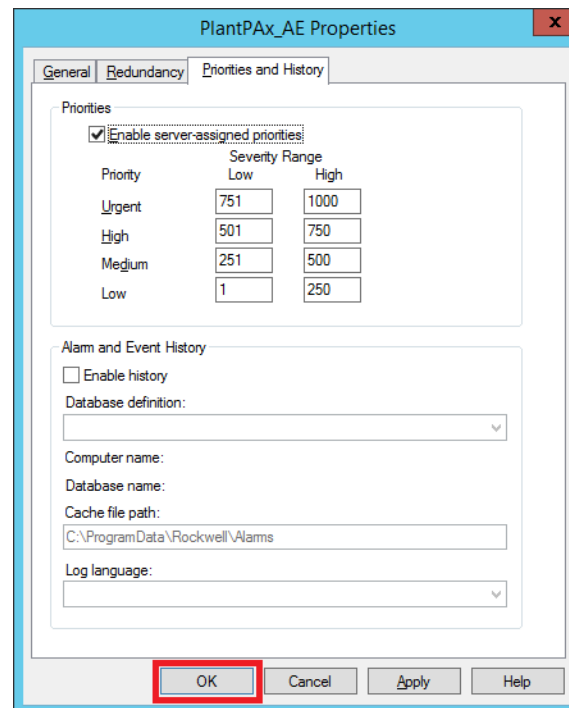 PlantPAx_AE Properties
x
General Redundancy Priorities and History
Priorities
Enable server-assigned priorities
Severity Range
Priority Low High
Urgent 751 1000
High 501 750
Medium 251 500
Low 1 250
Alarm and Event History
Enable history
Database definition:
Computer name:
Database name:
Cache file path:
C:\ProgramData\Rockwell\Alarms
Log language:
OK Cancel Apply Help